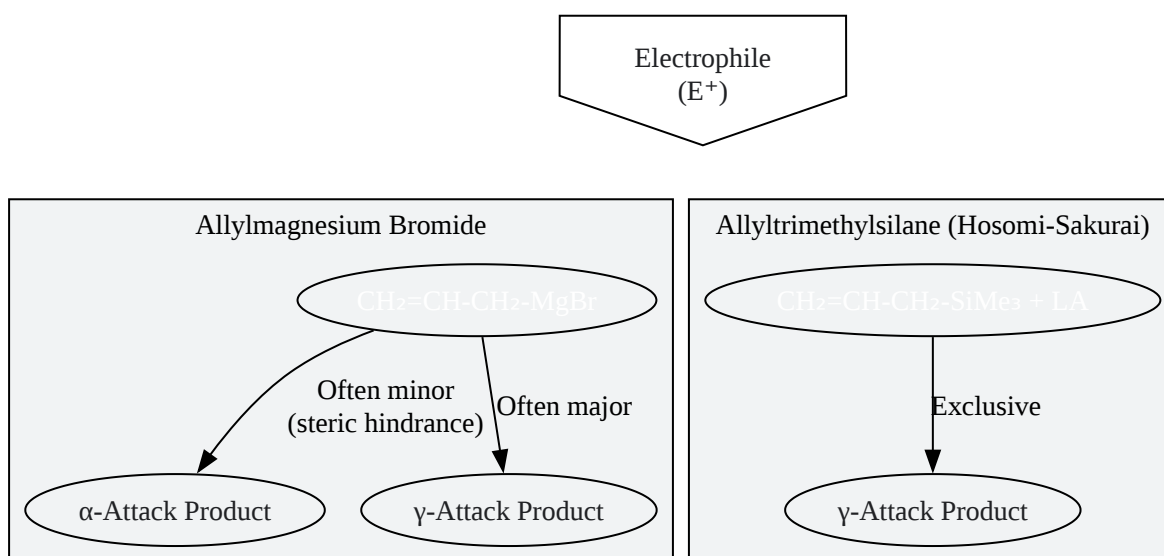 Electrophile
(E⁺)
Allylmagnesium Bromide
CH₂=CH-CH₂-MgBr
Often minor
(steric hindrance)
Often major
α-Attack Product
γ-Attack Product
Allyltrimethylsilane (Hosomi-Sakurai)
CH₂=CH-CH₂-SiMe₃ + LA
Exclusive
γ-Attack Product